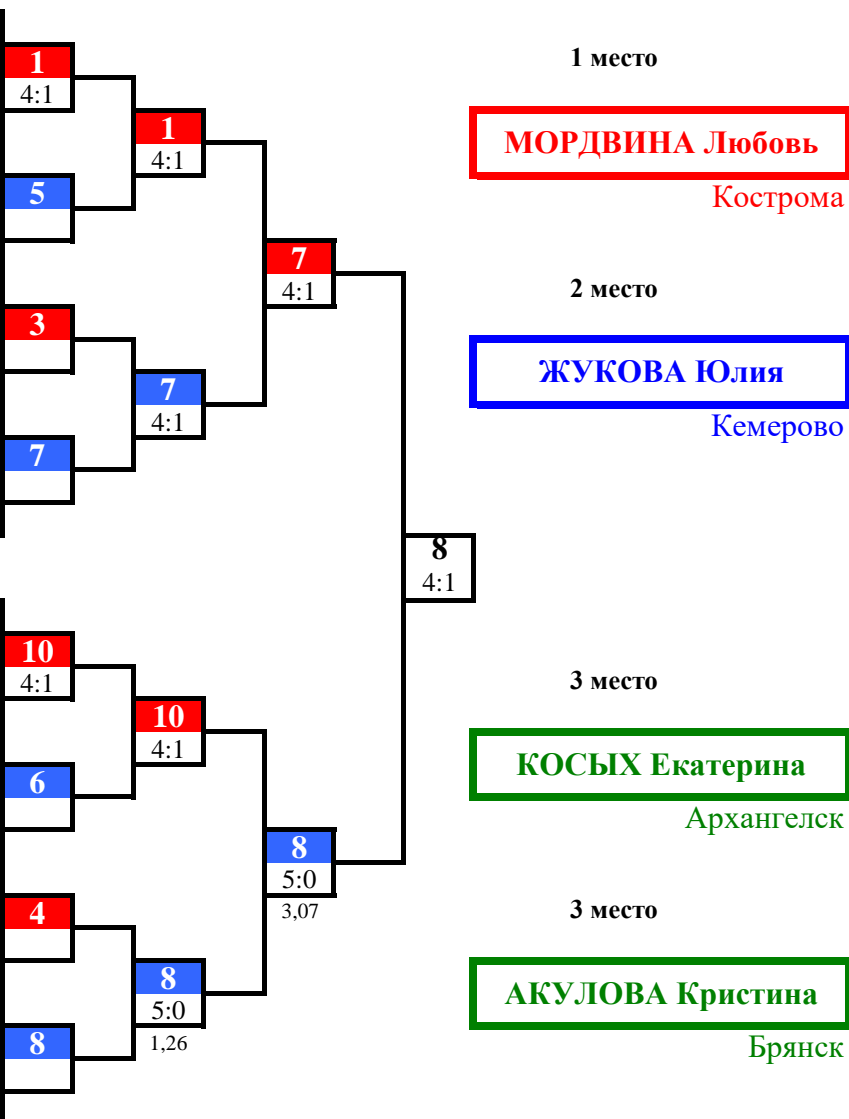 1
4:1
5
3
7
1
4:1
7
4:1
7
4:1
8
4:1
10
4:1
6
4
8
10
4:1
8
5:0
1,26
8
5:0
3,07
1 место
МОРДВИНА Любовь
Кострома
2 место
ЖУКОВА Юлия
Кемерово
3 место
КОСЫХ Екатерина
Архангелск
3 место
АКУЛОВА Кристина
Брянск